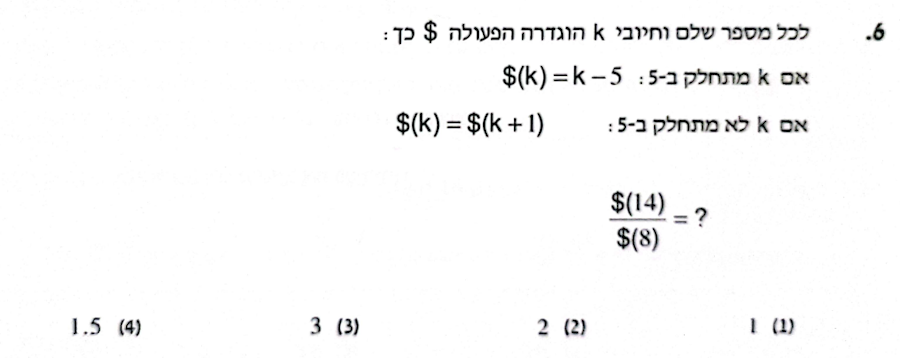 6. לכל מספר שלם וחיובי k הוגדרה הפעולה $ כך:
אם k מתחלק ב-5: $(k) = k – 5
אם k לא מתחלק ב-5: $(k) = $(k + 1)
$(14)/$(8) = ?
(1) 1 (2) 2 (3) 3 (4) 1.5